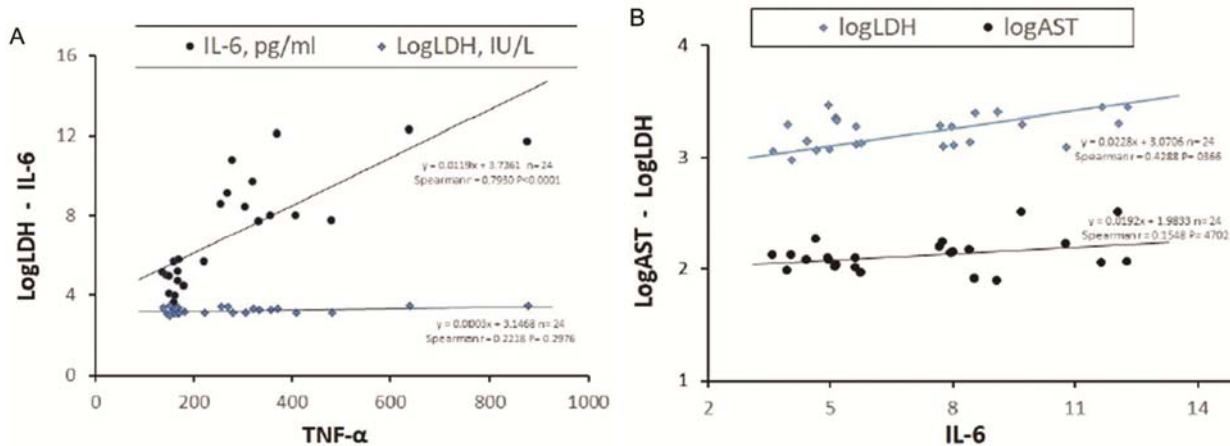 A
IL-6, pg/ml LogLDH, IU/L
16
12
8
4
0
LogLDH - IL-6
y = 0.0119x + 3.7361 n= 24
Spearman r = 0.7930 P<0.0001
y = 0.0003x + 3.1468 n= 24
Spearman r = 0.2218 P= 0.2976
0 200 400 600 800 1000
TNF-α
B
logLDH logAST
4
3
2
1
LogAST - LogLDH
y = 0.0228x + 3.0706 n= 24
Spearman r = 0.4288 P= 0366
y = 0.0192x + 1.9833 n= 24
Spearman r = 0.1548 P= 4702
2 5 8 11 14
IL-6